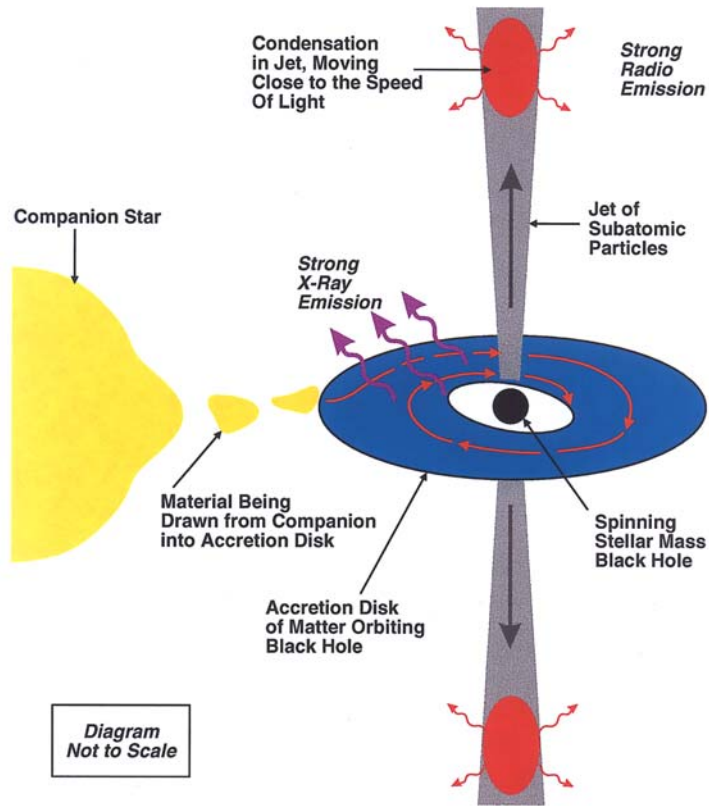 Condensation
in Jet, Moving
Close to the Speed
Of Light
Strong
Radio
Emission
Companion Star
Jet of
Subatomic
Particles
Strong
X-Ray
Emission
Material Being
Drawn from Companion
into Accretion Disk
Spinning
Stellar Mass
Black Hole
Accretion Disk
of Matter Orbiting
Black Hole
Diagram
Not to Scale